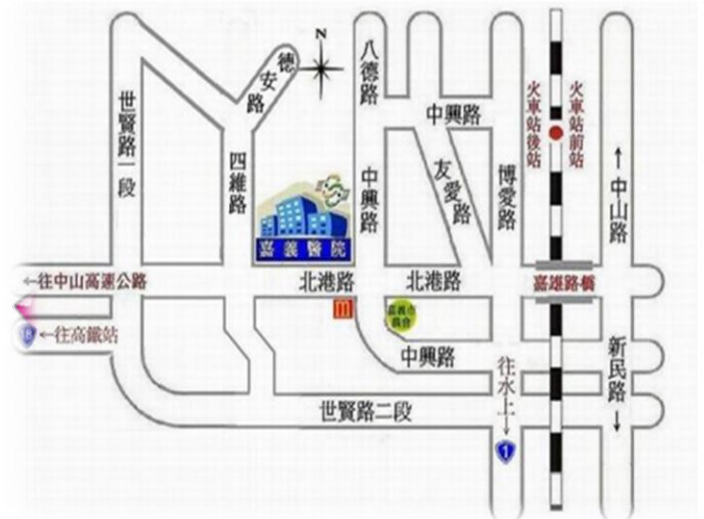 N
德安路
八德路
世賢路一段
四維路
中興路
中興路
友愛路
博愛路
火車站後站
火車站前站
↑中山路
嘉義醫院
←往中山高速公路
北港路
北港路
嘉雄路橋
m
嘉義市
←往高鐵站
中興路
往水上↓
1
新民路↓
世賢路二段